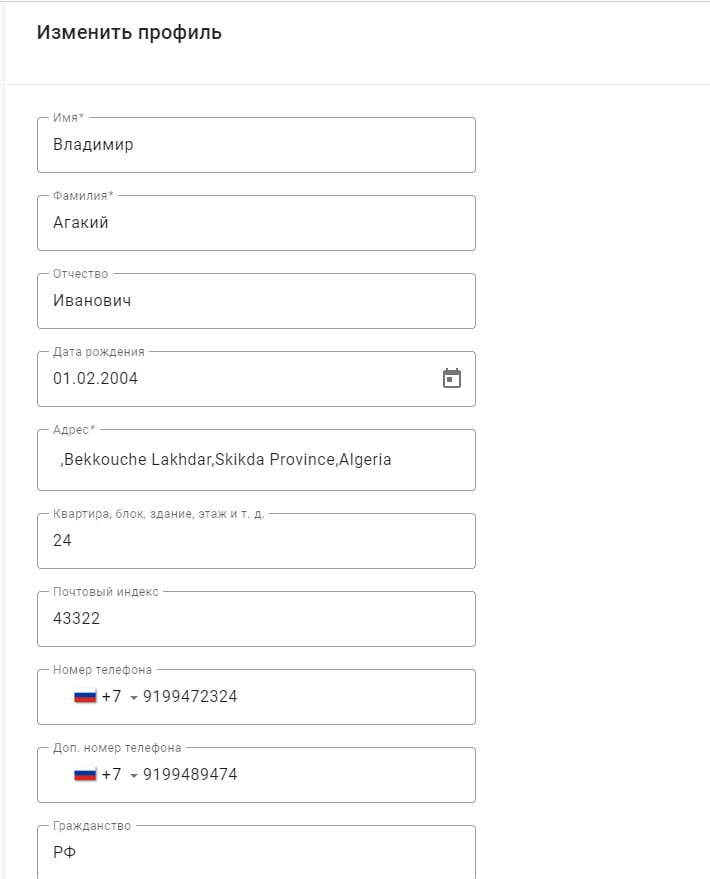 Изменить профиль
Имя*
Владимир
Фамилия*
Агакий
Отчество
Иванович
Дата рождения
01.02.2004
Адрес*
,Bekkouche Lakhdar,Skikda Province,Algeria
Квартира, блок, здание, этаж и т. д.
24
Почтовый индекс
43322
Номер телефона
+7 9199472324
Доп. номер телефона
+7 9199489474
Гражданство
РФ